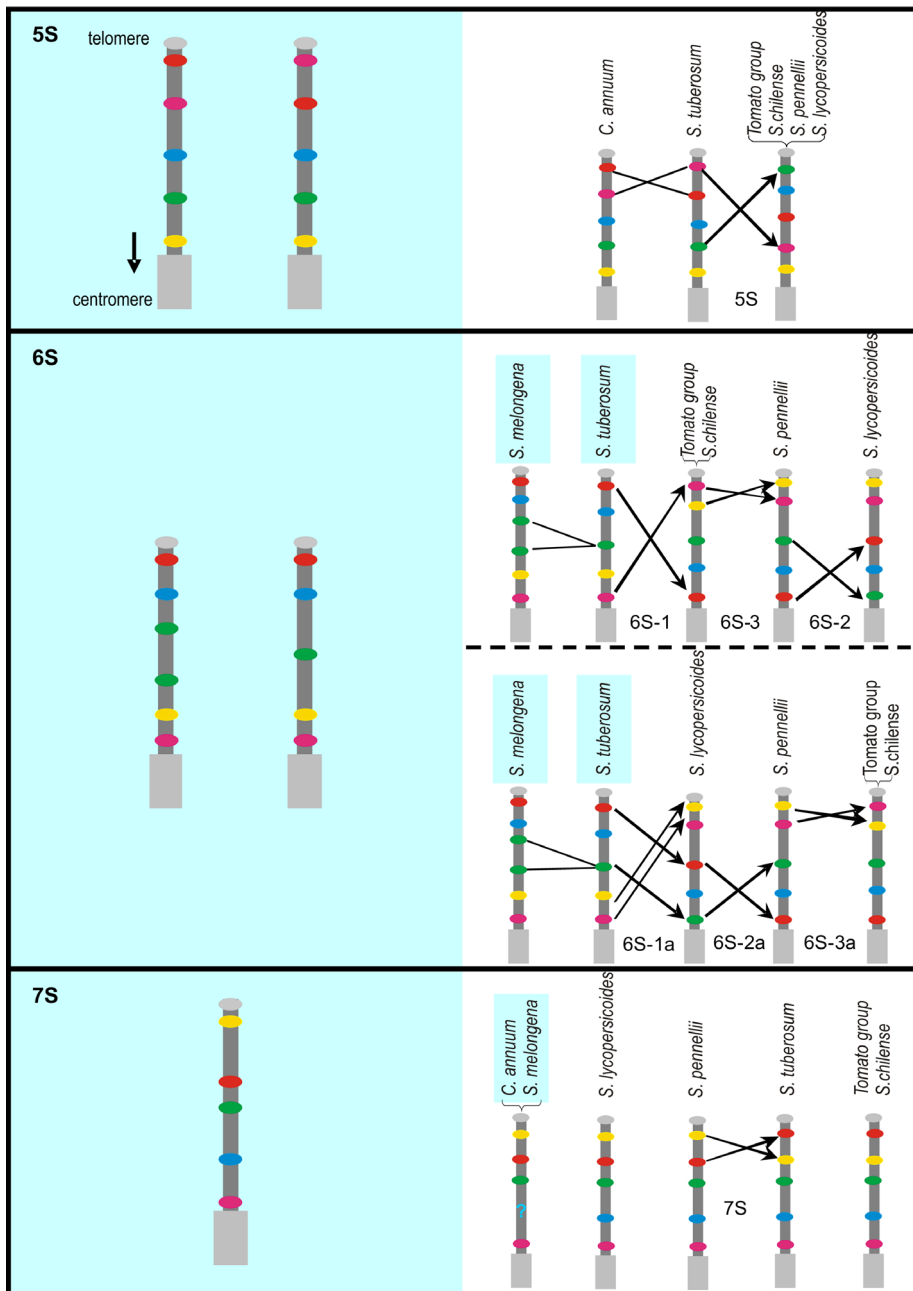 5S
telomere
centromere
C. annuum
S. tuberosum
Tomato group
S.chilense
S. pennellii
S. lycopersicoides
5S
6S
S. melongena
S. tuberosum
Tomato group
S.chilense
S. pennellii
S. lycopersicoides
6S-1
6S-3
6S-2
S. melongena
S. tuberosum
S. lycopersicoides
S. pennellii
Tomato group
S.chilense
6S-1a
6S-2a
6S-3a
7S
C. annuum
S. melongena
S. lycopersicoides
S. pennellii
S. tuberosum
Tomato group
S.chilense
?
7S